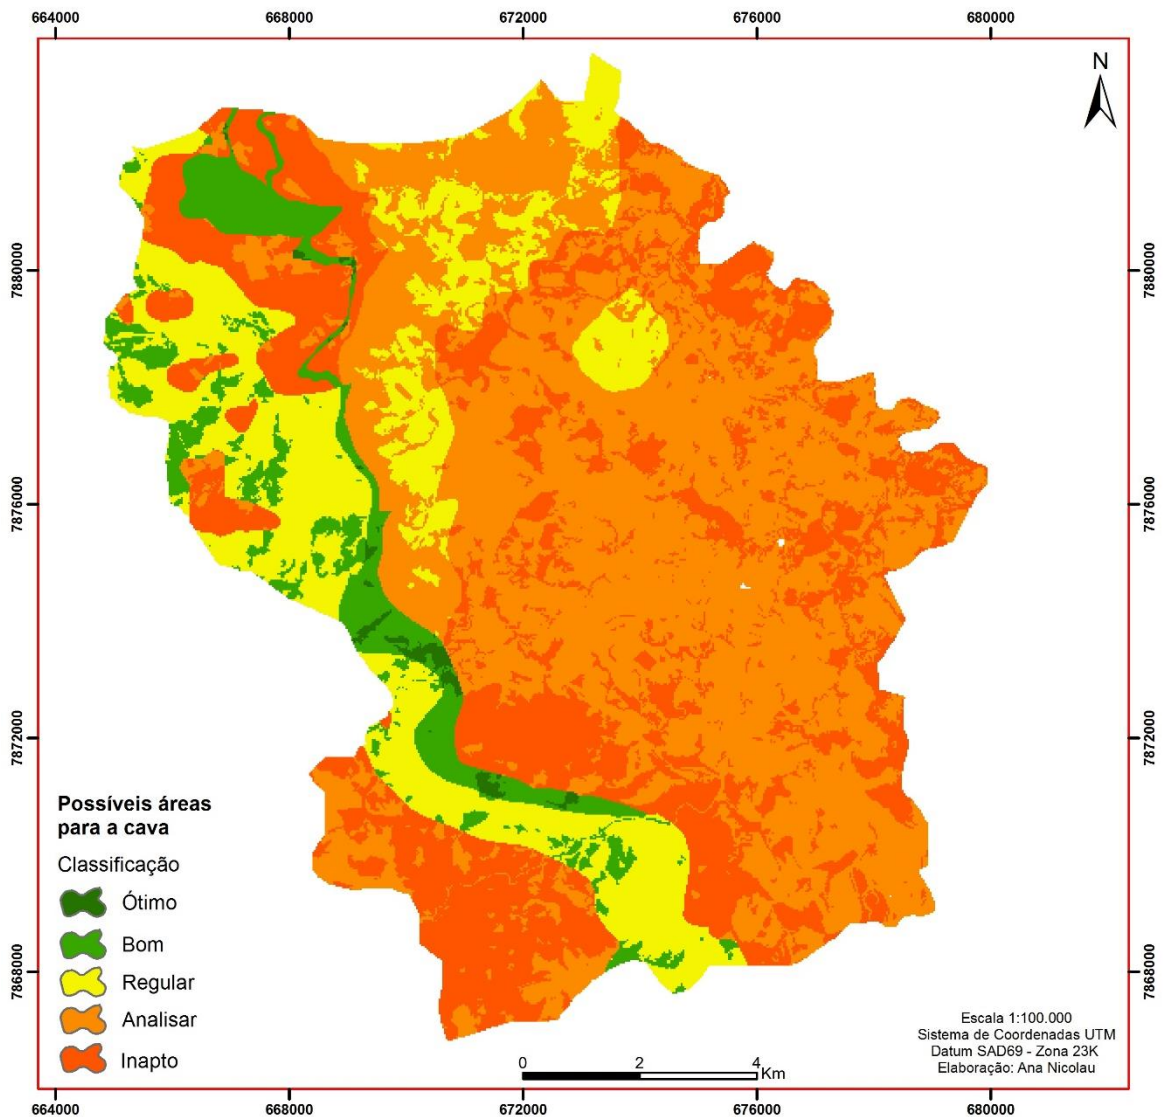 664000 668000 672000 676000 680000
N
7880000 7880000
7876000 7876000
7872000 7872000
7868000 7868000
Possíveis áreas
para a cava
Classificação
Ótimo
Bom
Regular
Analisar
Inapto
0 2 4
Km
Escala 1:100.000
Sistema de Coordenadas UTM
Datum SAD69 - Zona 23K
Elaboração: Ana Nicolau
664000 668000 672000 676000 680000